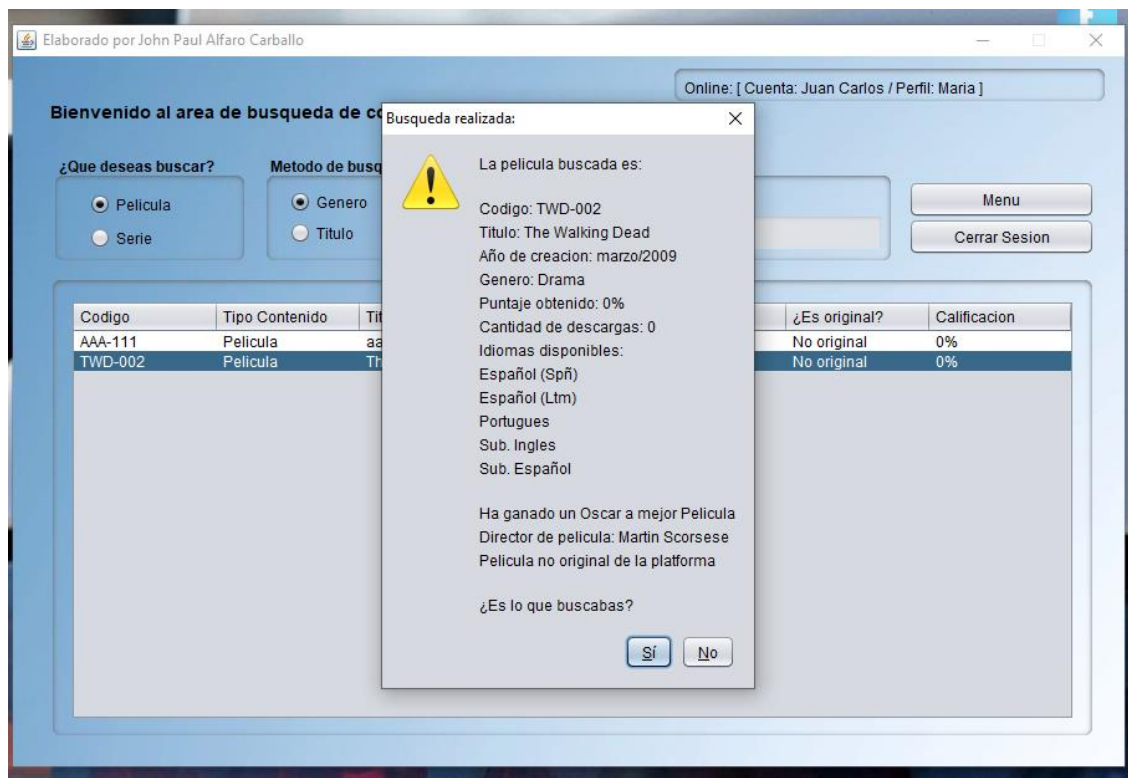 Elaborado por John Paul Alfaro Carballo
Online: [ Cuenta: Juan Carlos / Perfil: Maria ]
Bienvenido al area de busqueda de
¿Que deseas buscar?
Pelicula
Serie
Metodo de
Genero
Titulo
Menu
Cerrar Sesion
Codigo Tipo Contenido ¿Es original? Calificacion
AAA-111 Pelicula No original 0%
TWD-002 Pelicula No original 0%
Busqueda realizada:
La pelicula buscada es:
Codigo: TWD-002
Titulo: The Walking Dead
Año de creacion: marzo/2009
Genero: Drama
Puntaje obtenido: 0%
Cantidad de descargas: 0
Idiomas disponibles:
Español (Spñ)
Español (Ltm)
Portugues
Sub. Ingles
Sub. Español
Ha ganado un Oscar a mejor Pelicula
Director de pelicula: Martin Scorsese
Pelicula no original de la platforma
¿Es lo que buscabas?
Sí
No